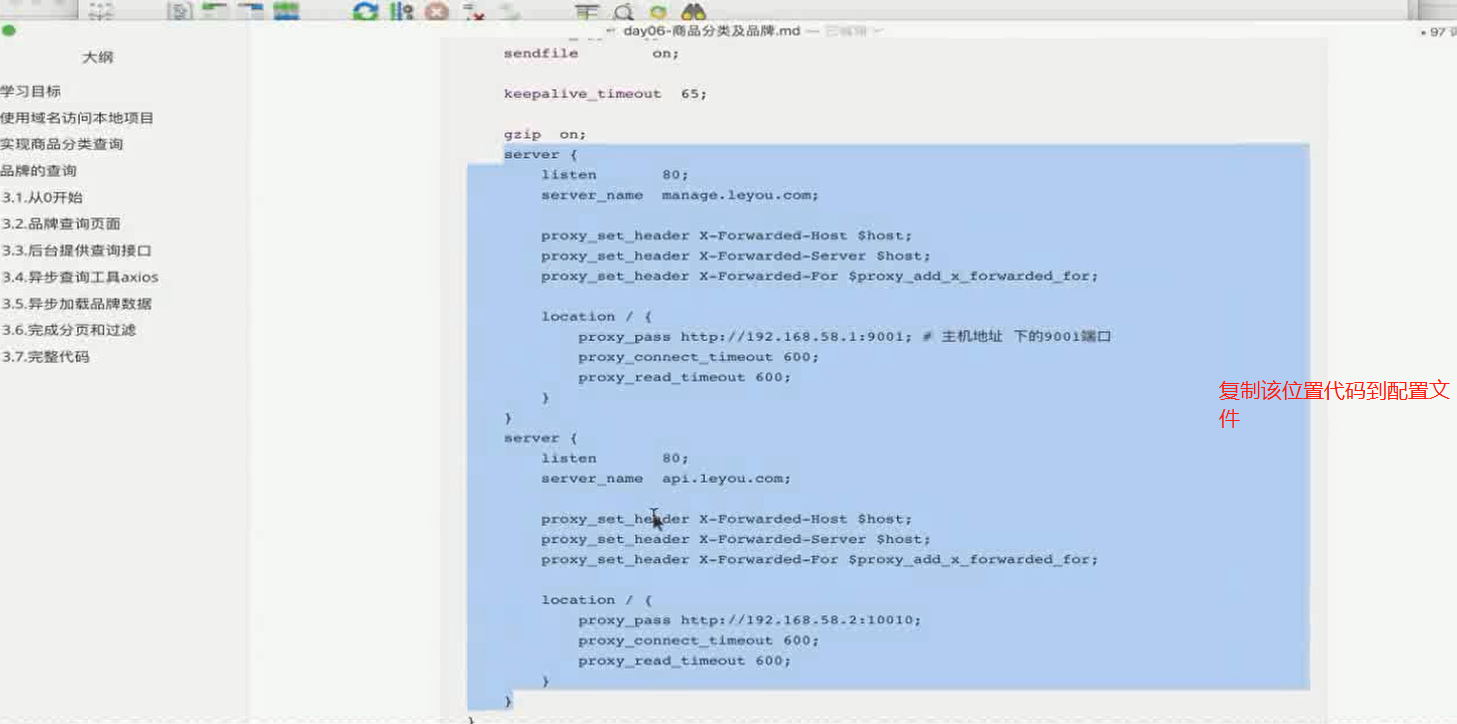 day06-商品分类及品牌.md
97
大纲
学习目标
使用域名访问本地项目
实现商品分类查询
品牌的查询
3.1.从0开始
3.2.品牌查询页面
3.3.后台提供查询接口
3.4.异步查询工具axios
3.5.异步加载品牌数据
3.6.完成分页和过滤
3.7.完整代码
sendfile        on;
keepalive_timeout  65;
gzip  on;
server {
listen       80;
server_name  manage.leyou.com;
proxy_set_header X-Forwarded-Host $host;
proxy_set_header X-Forwarded-Server $host;
proxy_set_header X-Forwarded-For $proxy_add_x_forwarded_for;
location / {
proxy_pass http://192.168.58.1:9001; # 主机地址 下的9001端口
proxy_connect_timeout 600;
proxy_read_timeout 600;
}
}
server {
listen       80;
server_name  api.leyou.com;
proxy_set_header X-Forwarded-Host $host;
proxy_set_header X-Forwarded-Server $host;
proxy_set_header X-Forwarded-For $proxy_add_x_forwarded_for;
location / {
proxy_pass http://192.168.58.2:10010;
proxy_connect_timeout 600;
proxy_read_timeout 600;
}
}
}
复制该位置代码到配置文
件